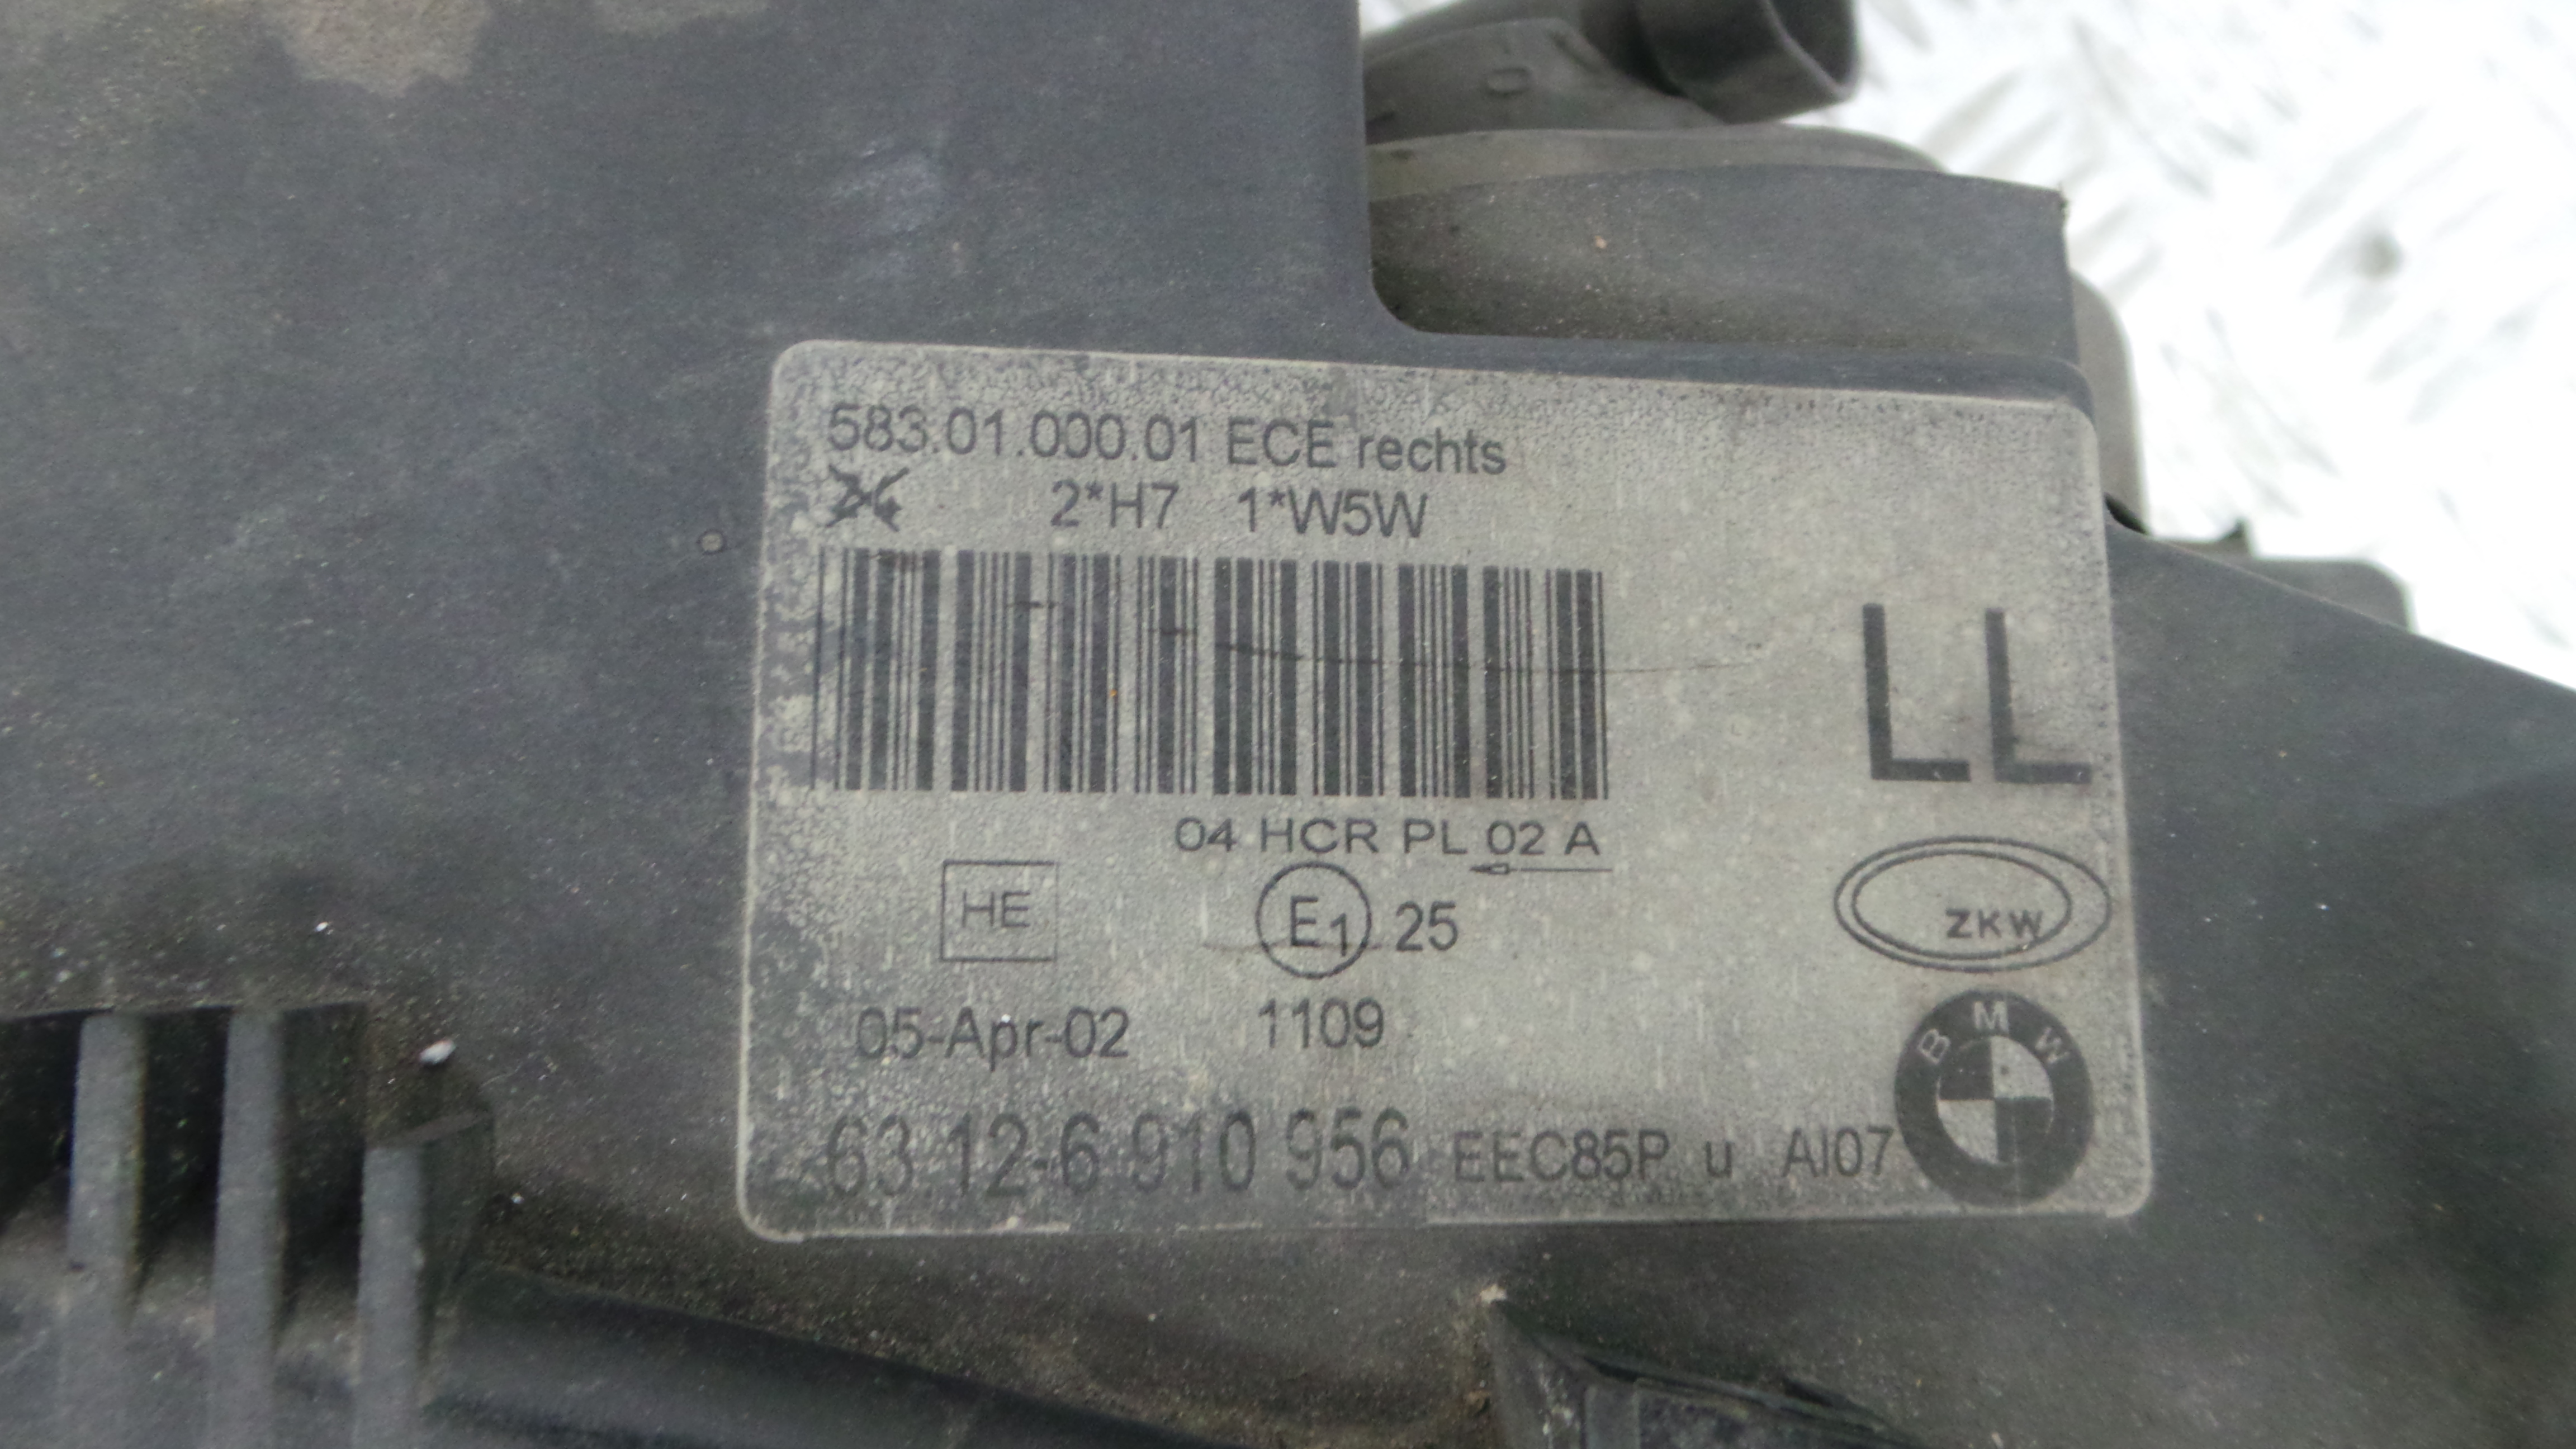 583.01.000.01 ECE rechts
2*H7 1*W5W
LL
04 HCR PL 02 A
HE
E1 25
ZKW
05-Apr-02 1109
BMW
63 12-6 910 956 EEC85P u AI07